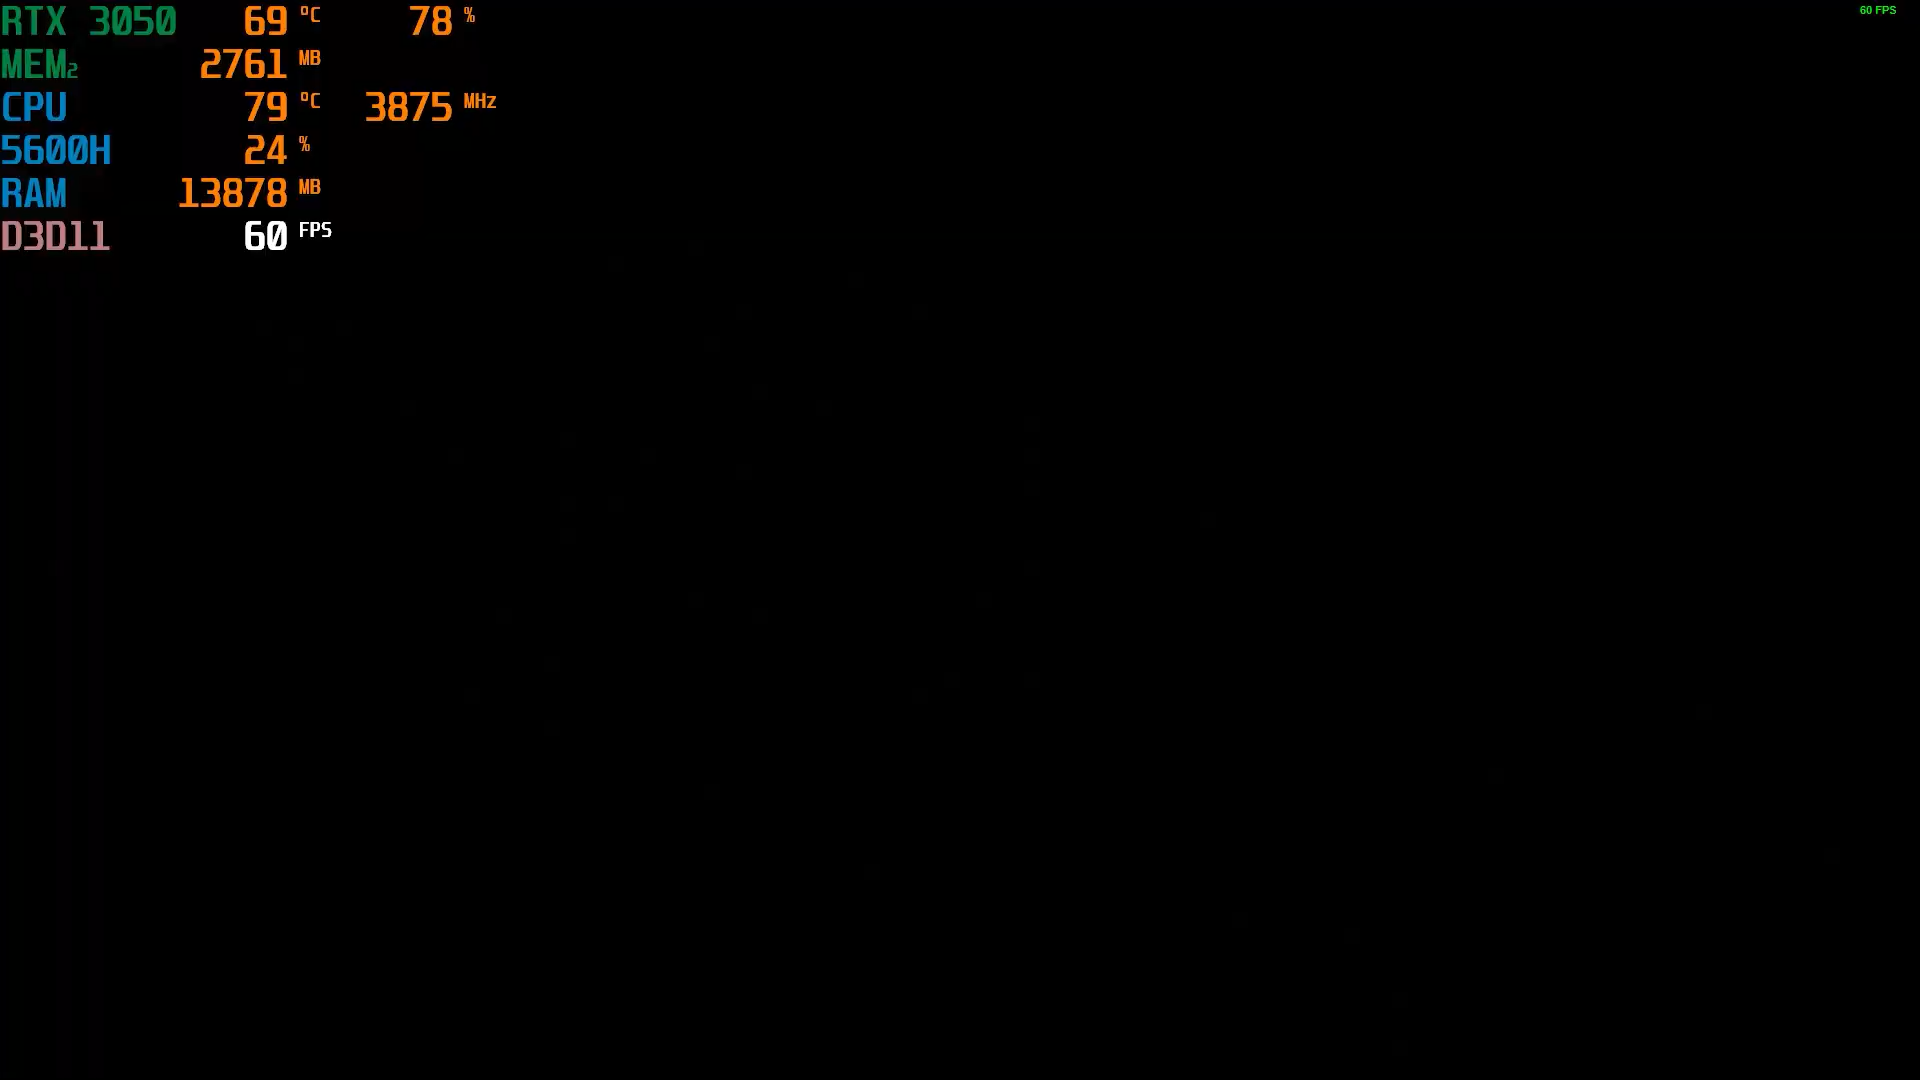 RTX 3050 69 °C 78 %
60 FPS
MEM2 2761 MB
CPU 79 °C 3875 MHz
5600H 24 %
RAM 13878 MB
D3D11 60 FPS